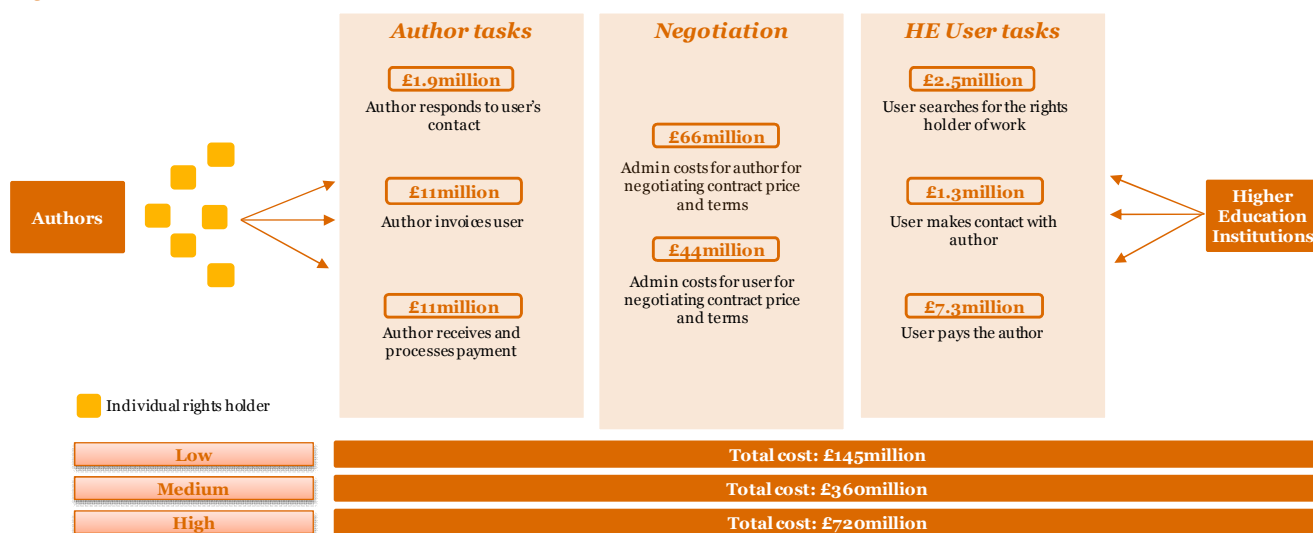 Author tasks
£1.9million
Author responds to user's
contact
£11million
Author invoices user
£11million
Author receives and
processes payment
Negotiation
£66million
Admin costs for author for
negotiating contract price
and terms
£44million
Admin costs for user for
negotiating contract price
and terms
HE User tasks
£2.5million
User searches for the rights
holder of work
£1.3million
User makes contact with
author
£7.3million
User pays the author
Authors
Higher
Education
Institutions
Individual rights holder
Low
Total cost: £145million
Medium
Total cost: £360million
High
Total cost: £720million